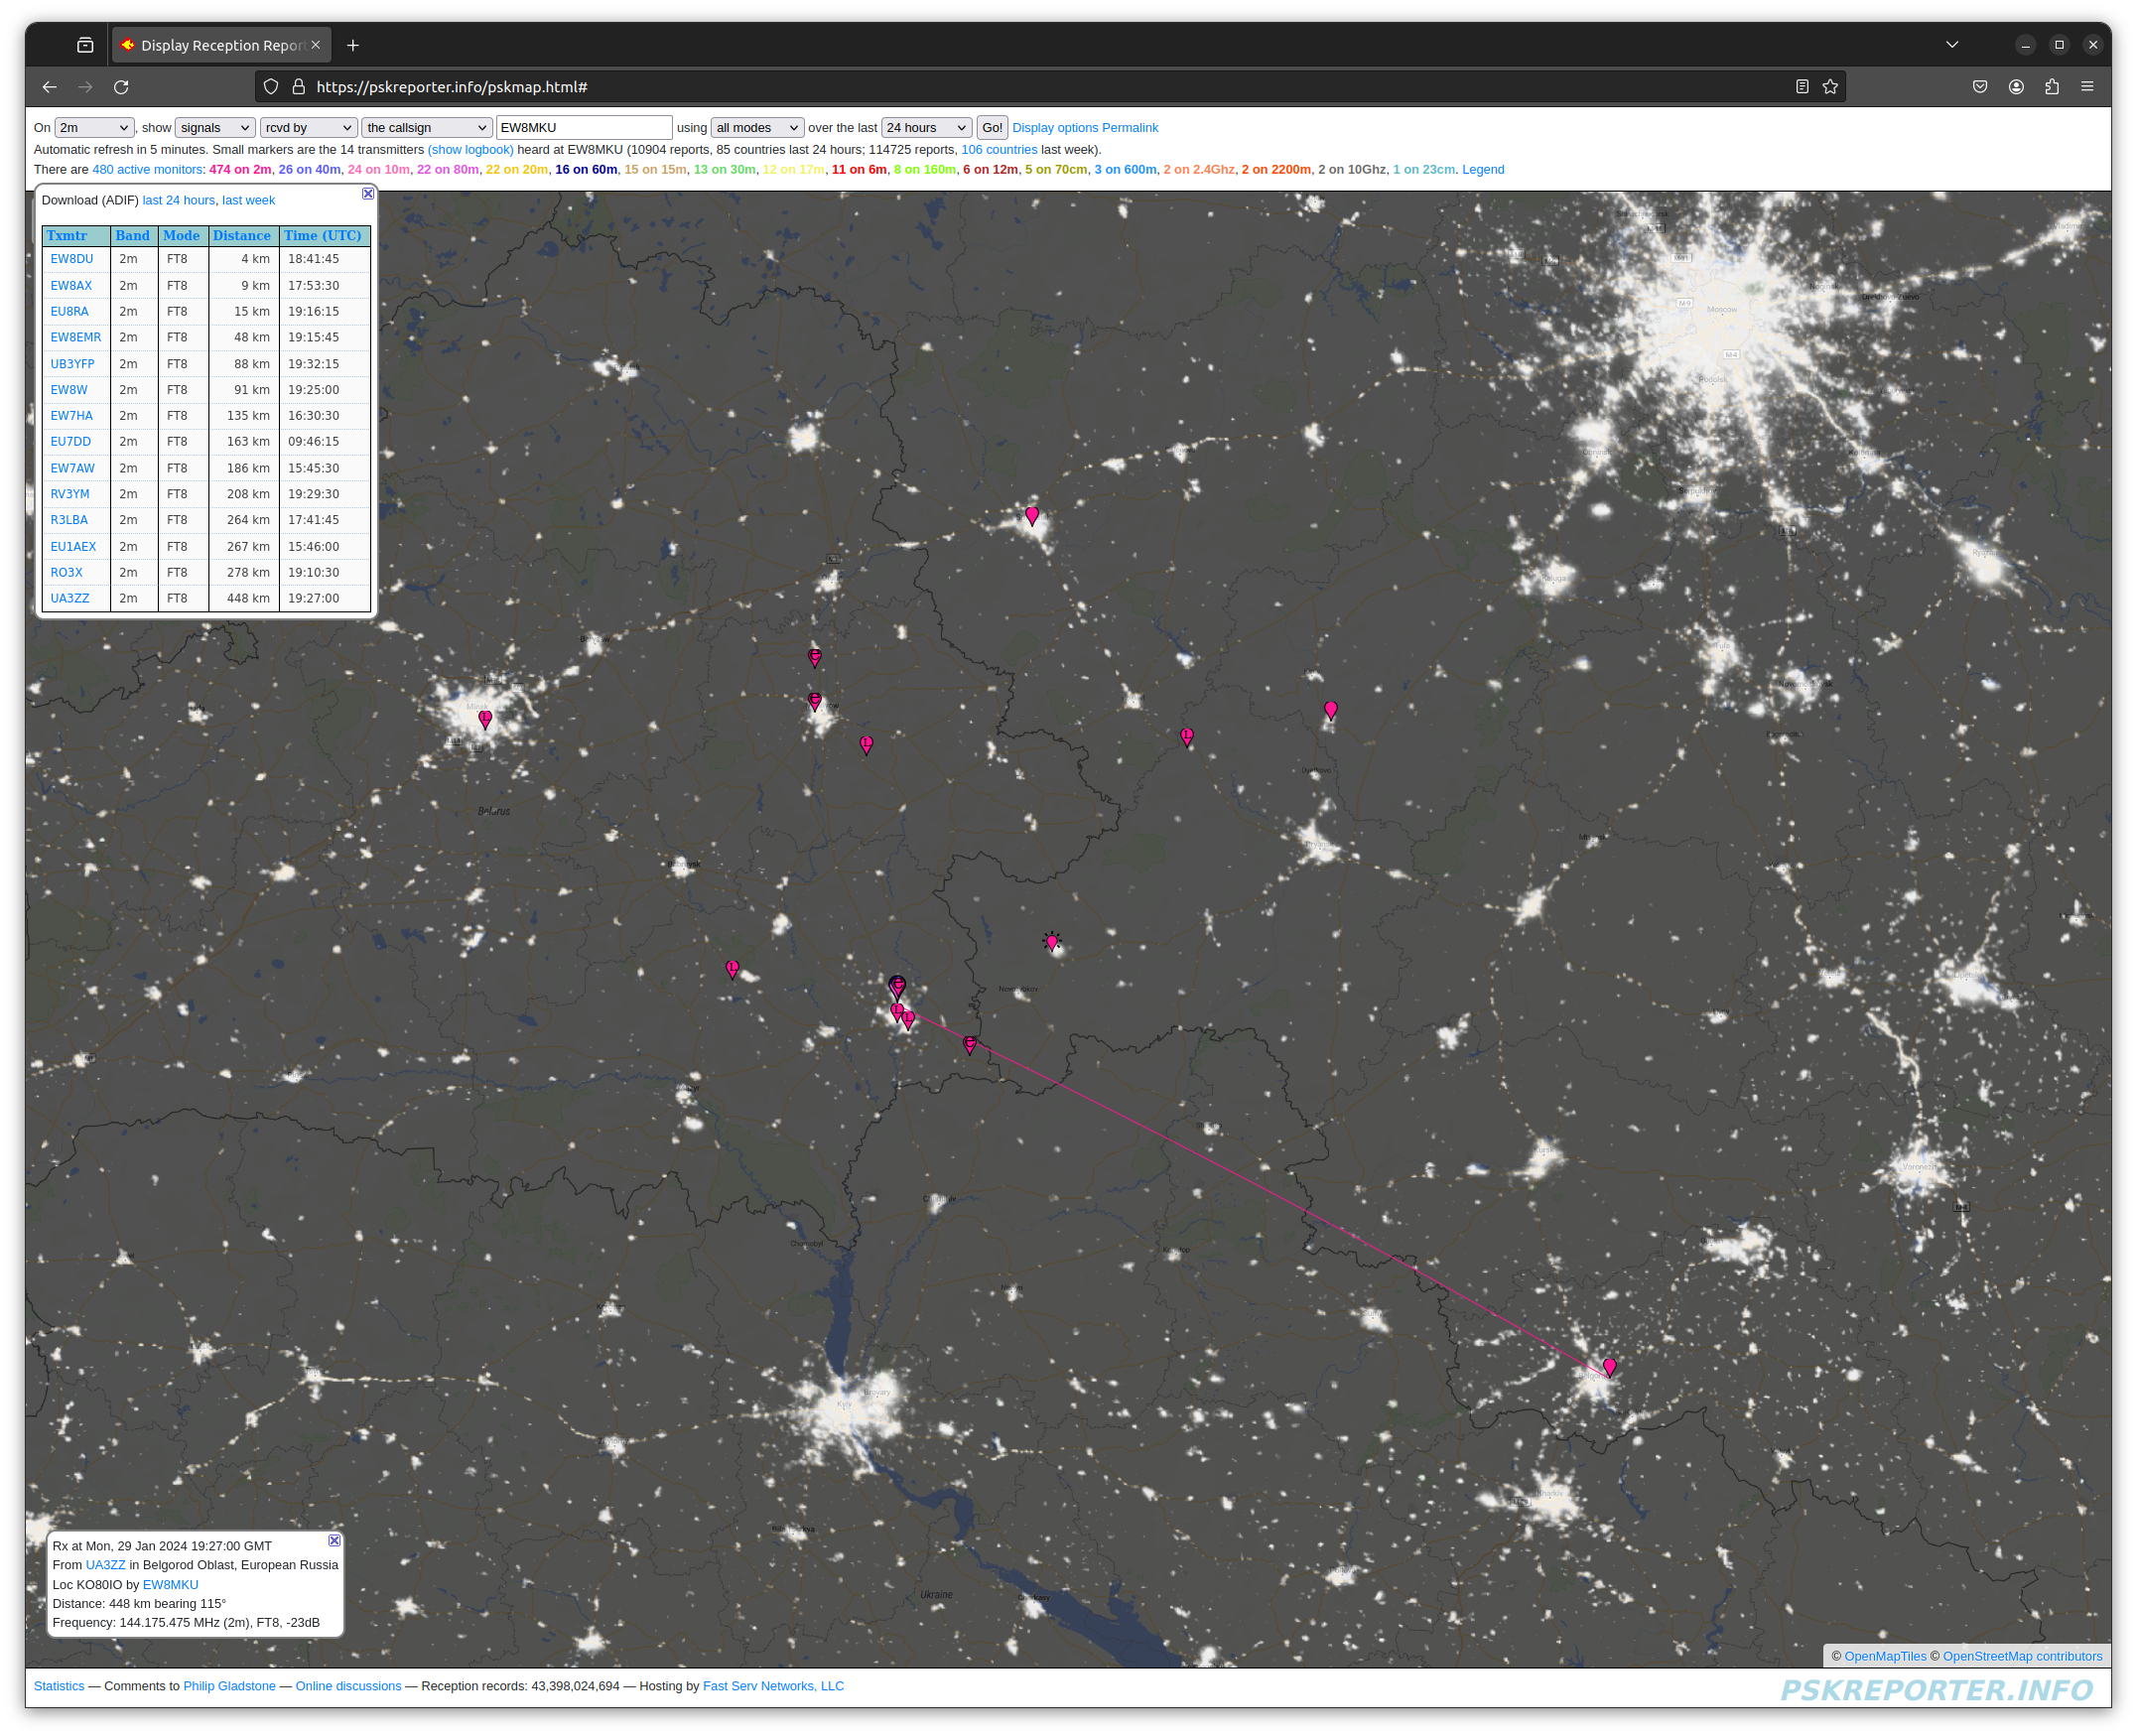 Display Reception Repor
https://pskreporter.info/pskmap.html#
On 2m, show signals rcvd by the callsign EW8MKU using all modes over the last 24 hours Go! Display options Permalink
Automatic refresh in 5 minutes. Small markers are the 14 transmitters (show logbook) heard at EW8MKU (10904 reports, 85 countries last 24 hours; 114725 reports, 106 countries last week).
There are 480 active monitors: 474 on 2m, 26 on 40m, 24 on 10m, 22 on 80m, 22 on 20m, 16 on 60m, 15 on 15m, 13 on 30m, 12 on 17m, 11 on 6m, 8 on 160m, 6 on 12m, 5 on 70cm, 3 on 600m, 2 on 2.4Ghz, 2 on 2200m, 2 on 10Ghz, 1 on 23cm. Legend
Download (ADIF) last 24 hours, last week
Txmtr Band Mode Distance Time (UTC)
EW8DU 2m FT8 4 km 18:41:45
EW8AX 2m FT8 9 km 17:53:30
EU8RA 2m FT8 15 km 19:16:15
EW8EMR 2m FT8 48 km 19:15:45
UB3YFP 2m FT8 88 km 19:32:15
EW8W 2m FT8 91 km 19:25:00
EW7HA 2m FT8 135 km 16:30:30
EU7DD 2m FT8 163 km 09:46:15
EW7AW 2m FT8 186 km 15:45:30
RV3YM 2m FT8 208 km 19:29:30
R3LBA 2m FT8 264 km 17:41:45
EU1AEX 2m FT8 267 km 15:46:00
RO3X 2m FT8 278 km 19:10:30
UA3ZZ 2m FT8 448 km 19:27:00
Moscow
Podolsk
Minsk
Belarus
Novozybkov
Chernihiv
Chornobyl
Brovary
Kyiv
Voronezh
Ukraine
Rx at Mon, 29 Jan 2024 19:27:00 GMT
From UA3ZZ in Belgorod Oblast, European Russia
Loc KO80IO by EW8MKU
Distance: 448 km bearing 115°
Frequency: 144.175.475 MHz (2m), FT8, -23dB
© OpenMapTiles © OpenStreetMap contributors
Statistics — Comments to Philip Gladstone — Online discussions — Reception records: 43,398,024,694 — Hosting by Fast Serv Networks, LLC
PSKREPORTER.INFO